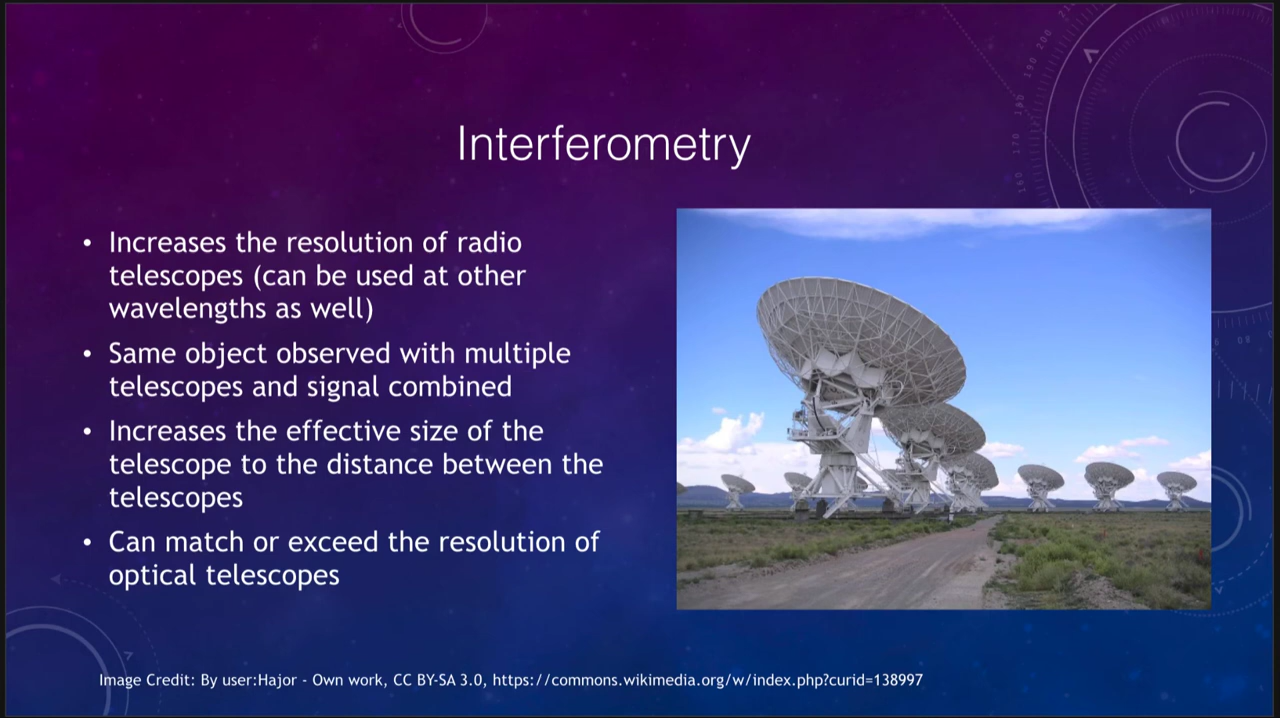 Interferometry
• Increases the resolution of radio
telescopes (can be used at other
wavelengths as well)
• Same object observed with multiple
telescopes and signal combined
• Increases the effective size of the
telescope to the distance between the
telescopes
• Can match or exceed the resolution of
optical telescopes
Image Credit: By user:Hajor - Own work, CC BY-SA 3.0, https://commons.wikimedia.org/w/index.php?curid=138997